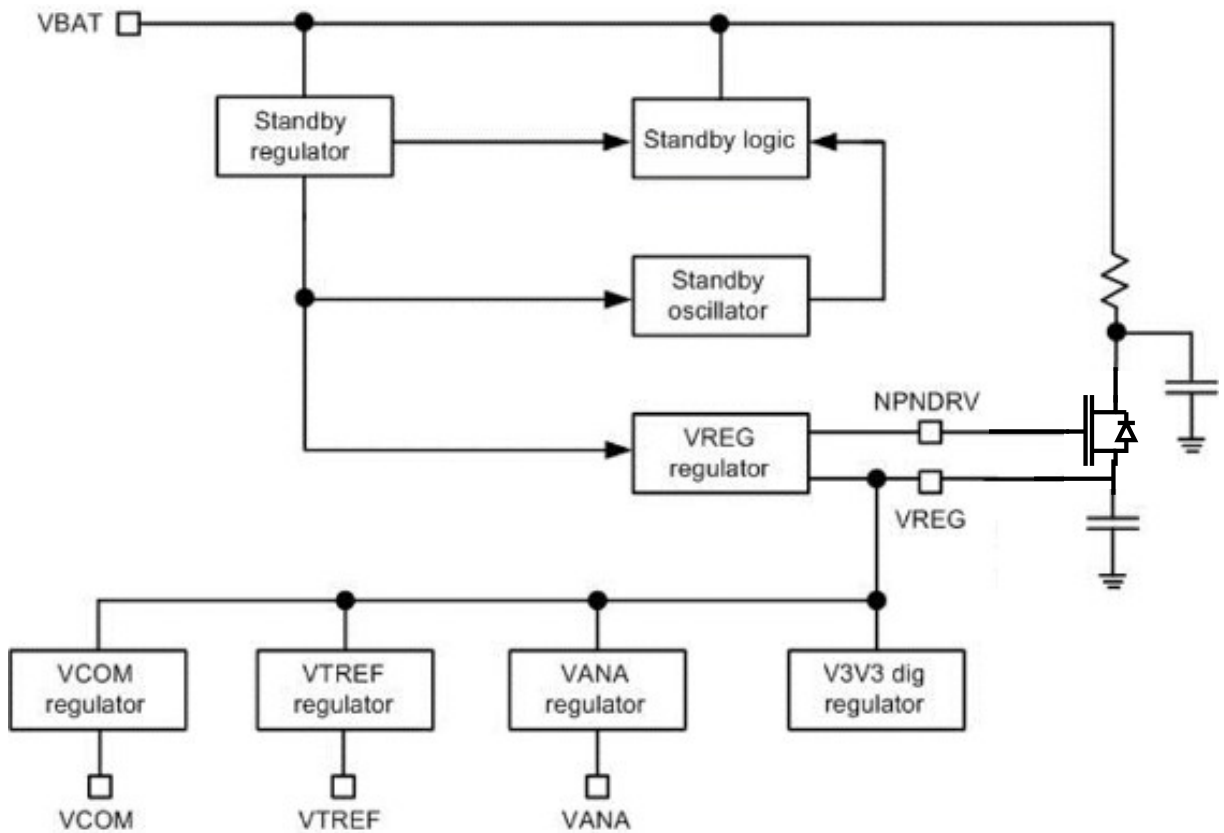 VBAT
Standby
regulator
Standby logic
Standby
oscillator
NPNDRV
VREG
regulator
VREG
VCOM
regulator
VTREF
regulator
VANA
regulator
V3V3 dig
regulator
VCOM
VTREF
VANA